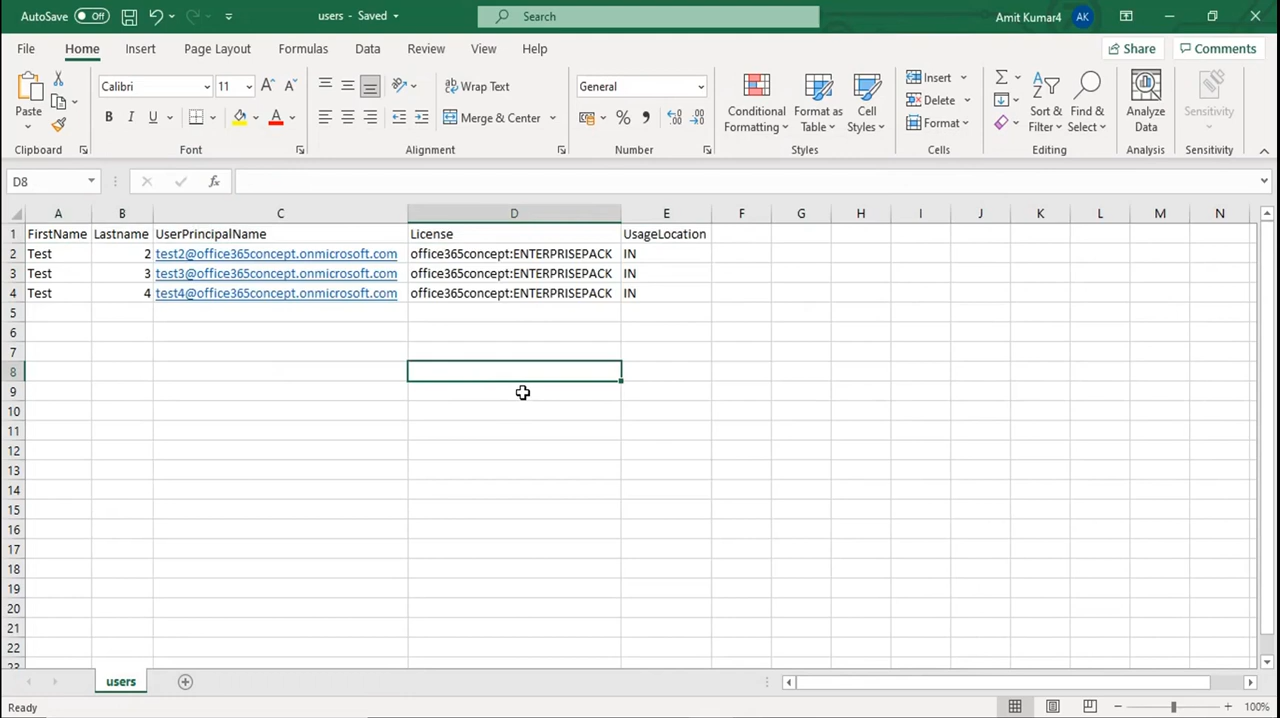 AutoSave Off users - Saved Search Amit Kumar4 AK
File Home Insert Page Layout Formulas Data Review View Help Share Comments
Calibri 11 A^ A˅ ab Wrap Text General Insert Σ
Paste B I U A Merge & Center % , Conditional Formatting Format as Table Cell Styles Delete Sort & Filter Find & Select Analyze Data Sensitivity
Format
Clipboard Font Alignment Number Styles Cells Editing Analysis Sensitivity
D8 fx
A B C D E F G H I J K L M N
1 FirstName Lastname UserPrincipalName License UsageLocation
2 Test 2 test2@office365concept.onmicrosoft.com office365concept:ENTERPRISEPACK IN
3 Test 3 test3@office365concept.onmicrosoft.com office365concept:ENTERPRISEPACK IN
4 Test 4 test4@office365concept.onmicrosoft.com office365concept:ENTERPRISEPACK IN
5
6
7
8
9
10
11
12
13
14
15
16
17
18
19
20
21
22
23
users
Ready 100%